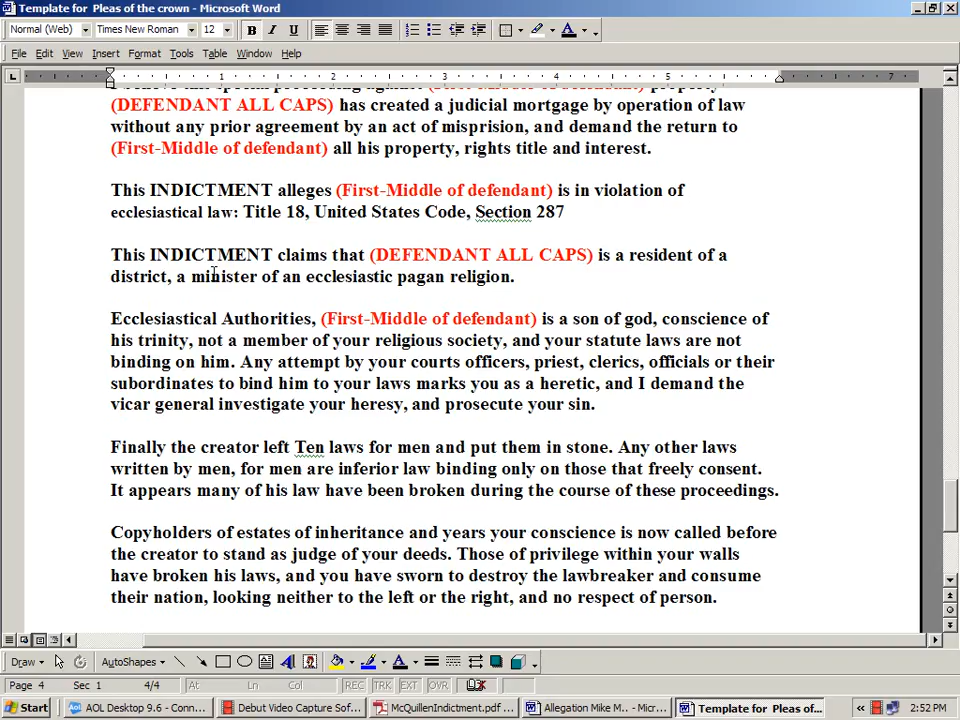 Template for Pleas of the crown - Microsoft Word
Normal (Web) Times New Roman 12 B I U
File Edit View Insert Format Tools Table Window Help
1 2 3 4 5 6 7
(DEFENDANT ALL CAPS) has created a judicial mortgage by operation of law
without any prior agreement by an act of misprision, and demand the return to
(First-Middle of defendant) all his property, rights title and interest.
This INDICTMENT alleges (First-Middle of defendant) is in violation of
ecclesiastical law: Title 18, United States Code, Section 287
This INDICTMENT claims that (DEFENDANT ALL CAPS) is a resident of a
district, a minister of an ecclesiastic pagan religion.
Ecclesiastical Authorities, (First-Middle of defendant) is a son of god, conscience of
his trinity, not a member of your religious society, and your statute laws are not
binding on him. Any attempt by your courts officers, priest, clerics, officials or their
subordinates to bind him to your laws marks you as a heretic, and I demand the
vicar general investigate your heresy, and prosecute your sin.
Finally the creator left Ten laws for men and put them in stone. Any other laws
written by men, for men are inferior law binding only on those that freely consent.
It appears many of his law have been broken during the course of these proceedings.
Copyholders of estates of inheritance and years your conscience is now called before
the creator to stand as judge of your deeds. Those of privilege within your walls
have broken his laws, and you have sworn to destroy the lawbreaker and consume
their nation, looking neither to the left or the right, and no respect of person.
Draw AutoShapes
Page 4 Sec 1 4/4 At Ln Col REC TRK EXT OVR
Start AOL Desktop 9.6 - Conn... Debut Video Capture Sof... McQuillenIndictment.pdf ... Allegation Mike M.. - Micr... Template for Pleas of... « 2:52 PM